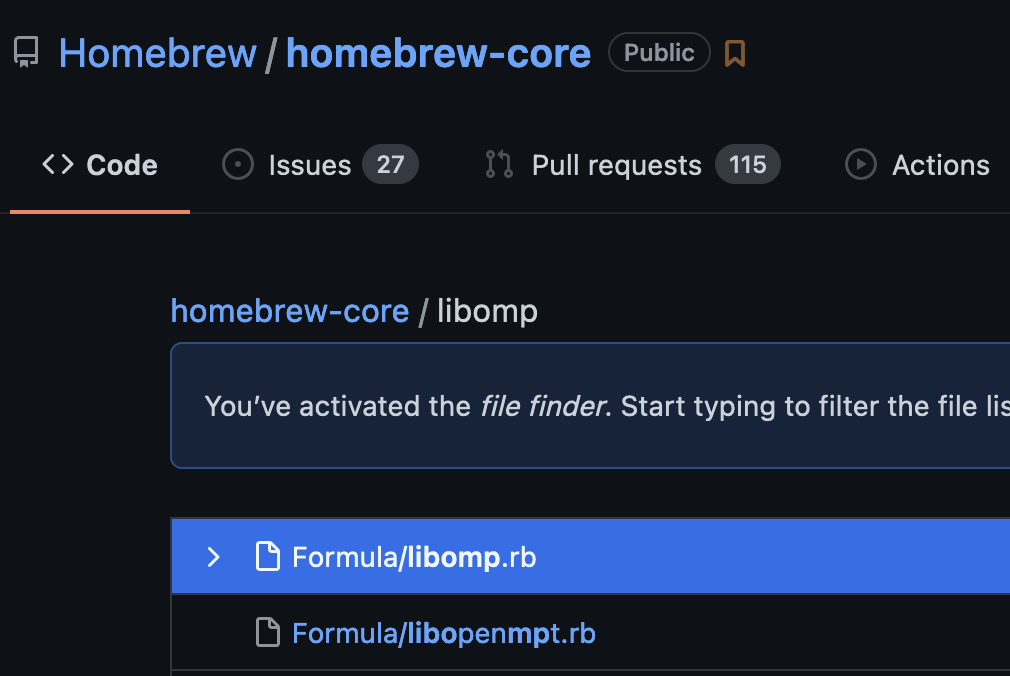 Homebrew / homebrew-core Public
Code Issues 27 Pull requests 115 Actions
homebrew-core / libomp
You’ve activated the file finder. Start typing to filter the file lis
Formula/libomp.rb
Formula/libopenmpt.rb